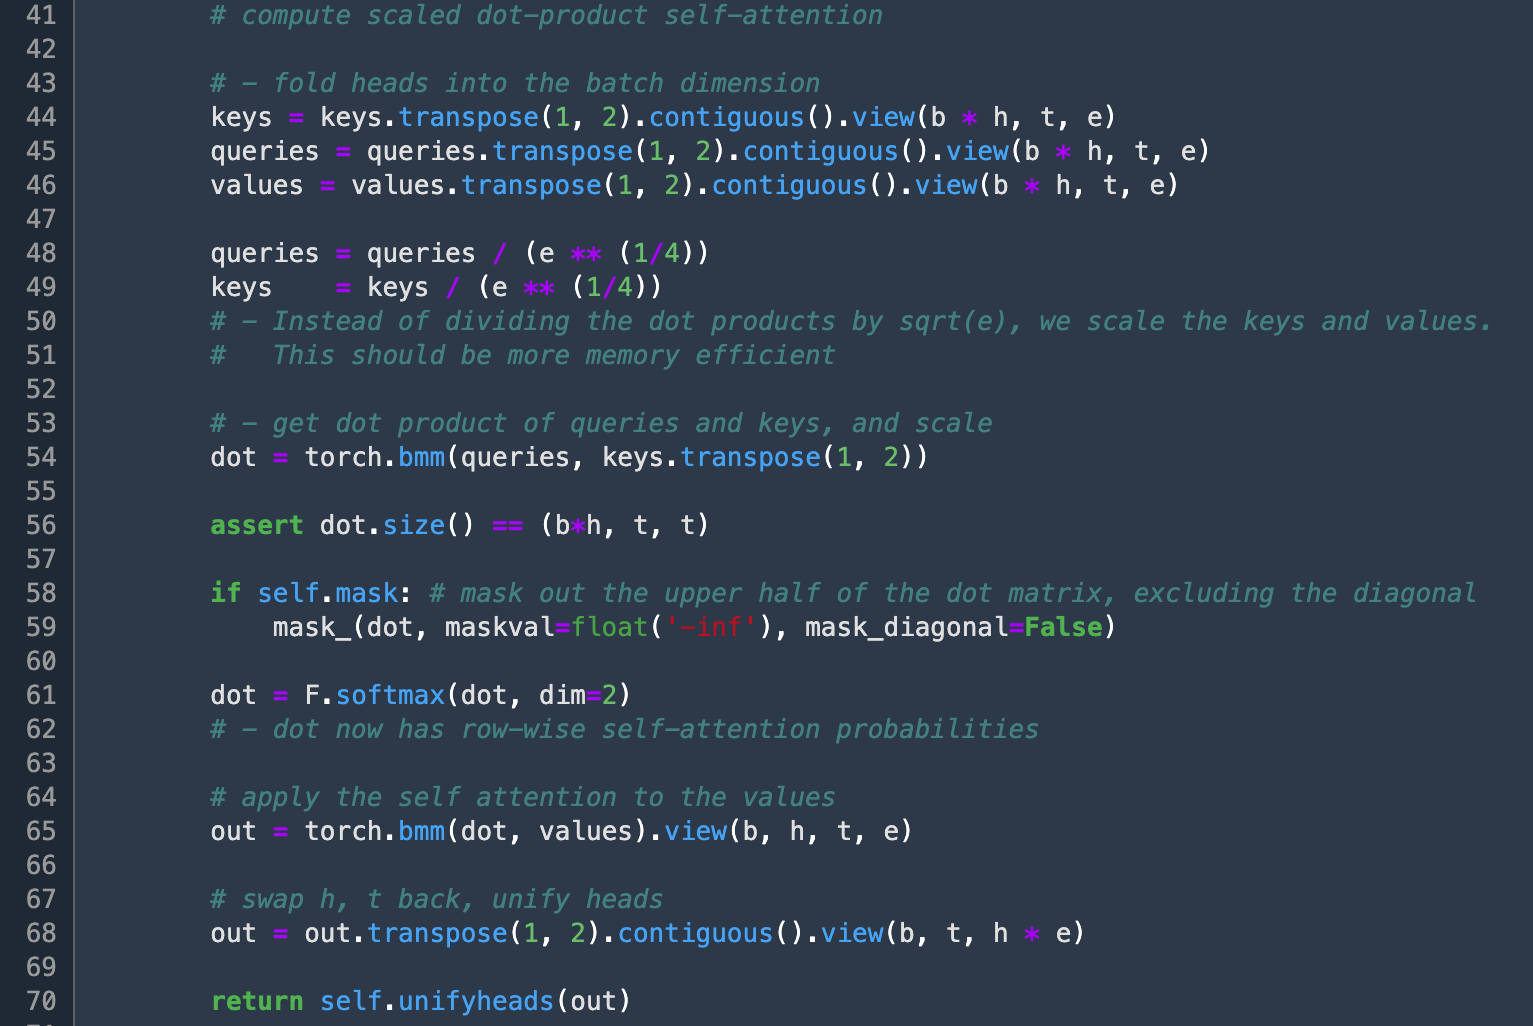 41 # compute scaled dot-product self-attention
42
43 # - fold heads into the batch dimension
44 keys = keys.transpose(1, 2).contiguous().view(b * h, t, e)
45 queries = queries.transpose(1, 2).contiguous().view(b * h, t, e)
46 values = values.transpose(1, 2).contiguous().view(b * h, t, e)
47
48 queries = queries / (e ** (1/4))
49 keys    = keys / (e ** (1/4))
50 # - Instead of dividing the dot products by sqrt(e), we scale the keys and values.
51 #   This should be more memory efficient
52
53 # - get dot product of queries and keys, and scale
54 dot = torch.bmm(queries, keys.transpose(1, 2))
55
56 assert dot.size() == (b*h, t, t)
57
58 if self.mask: # mask out the upper half of the dot matrix, excluding the diagonal
59     mask_(dot, maskval=float('-inf'), mask_diagonal=False)
60
61 dot = F.softmax(dot, dim=2)
62 # - dot now has row-wise self-attention probabilities
63
64 # apply the self attention to the values
65 out = torch.bmm(dot, values).view(b, h, t, e)
66
67 # swap h, t back, unify heads
68 out = out.transpose(1, 2).contiguous().view(b, t, h * e)
69
70 return self.unifyheads(out)